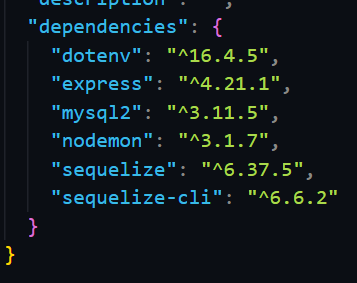 "description": "",
"dependencies": {
"dotenv": "^16.4.5",
"express": "^4.21.1",
"mysql2": "^3.11.5",
"nodemon": "^3.1.7",
"sequelize": "^6.37.5",
"sequelize-cli": "^6.6.2"
}
}